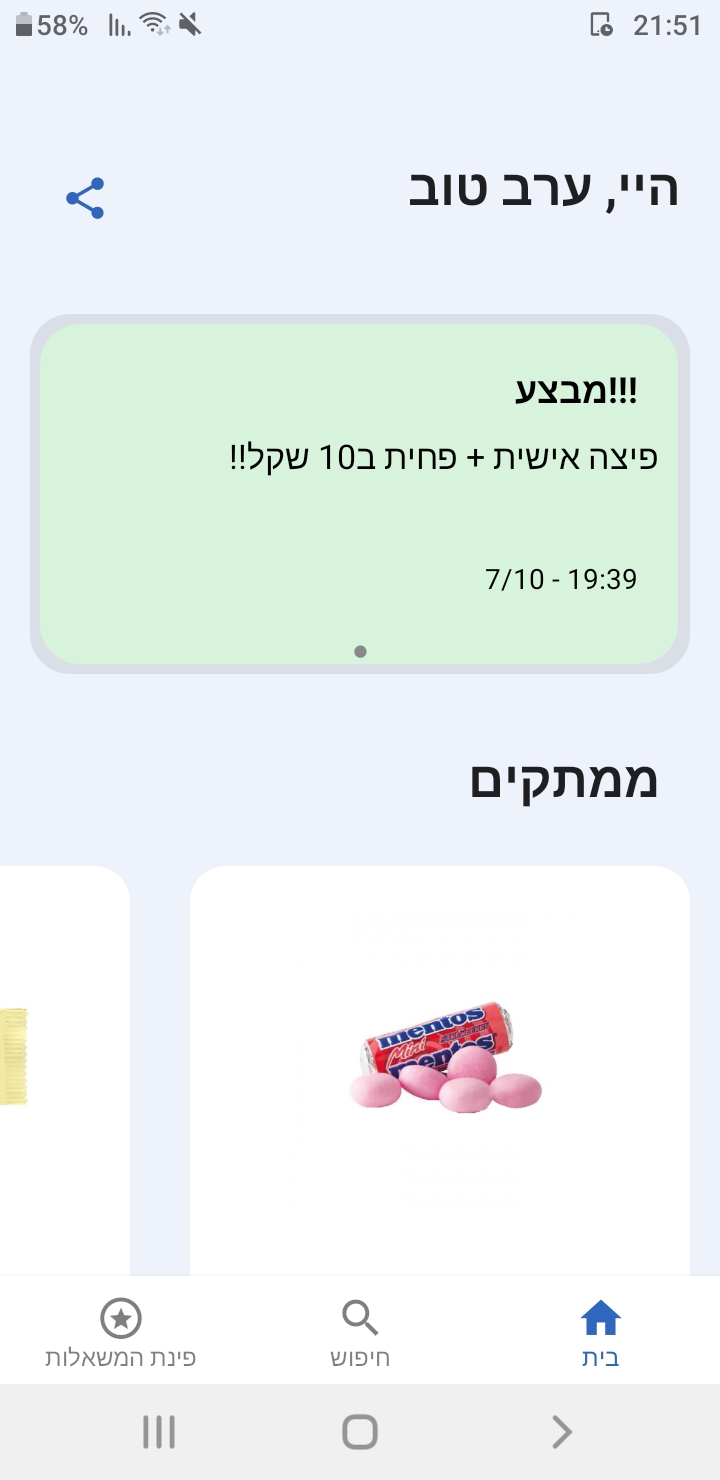 58%
21:51
היי, ערב טוב
!!!מבצע
פיצה אישית + פחית ב10 שקל!!
7/10 - 19:39
ממתקים
mentos
Mini
mentos
בית
חיפוש
פינת המשאלות